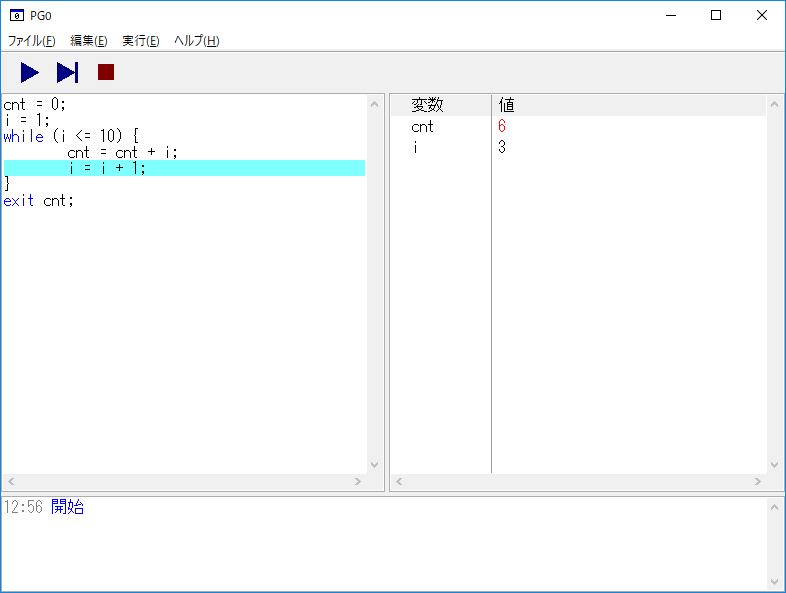 PG0
ファイル(F) 編集(E) 実行(E) ヘルプ(H)
cnt = 0;
i = 1;
while (i <= 10) {
cnt = cnt + i;
i = i + 1;
}
exit cnt;
変数 値
cnt 6
i 3
12:56 開始